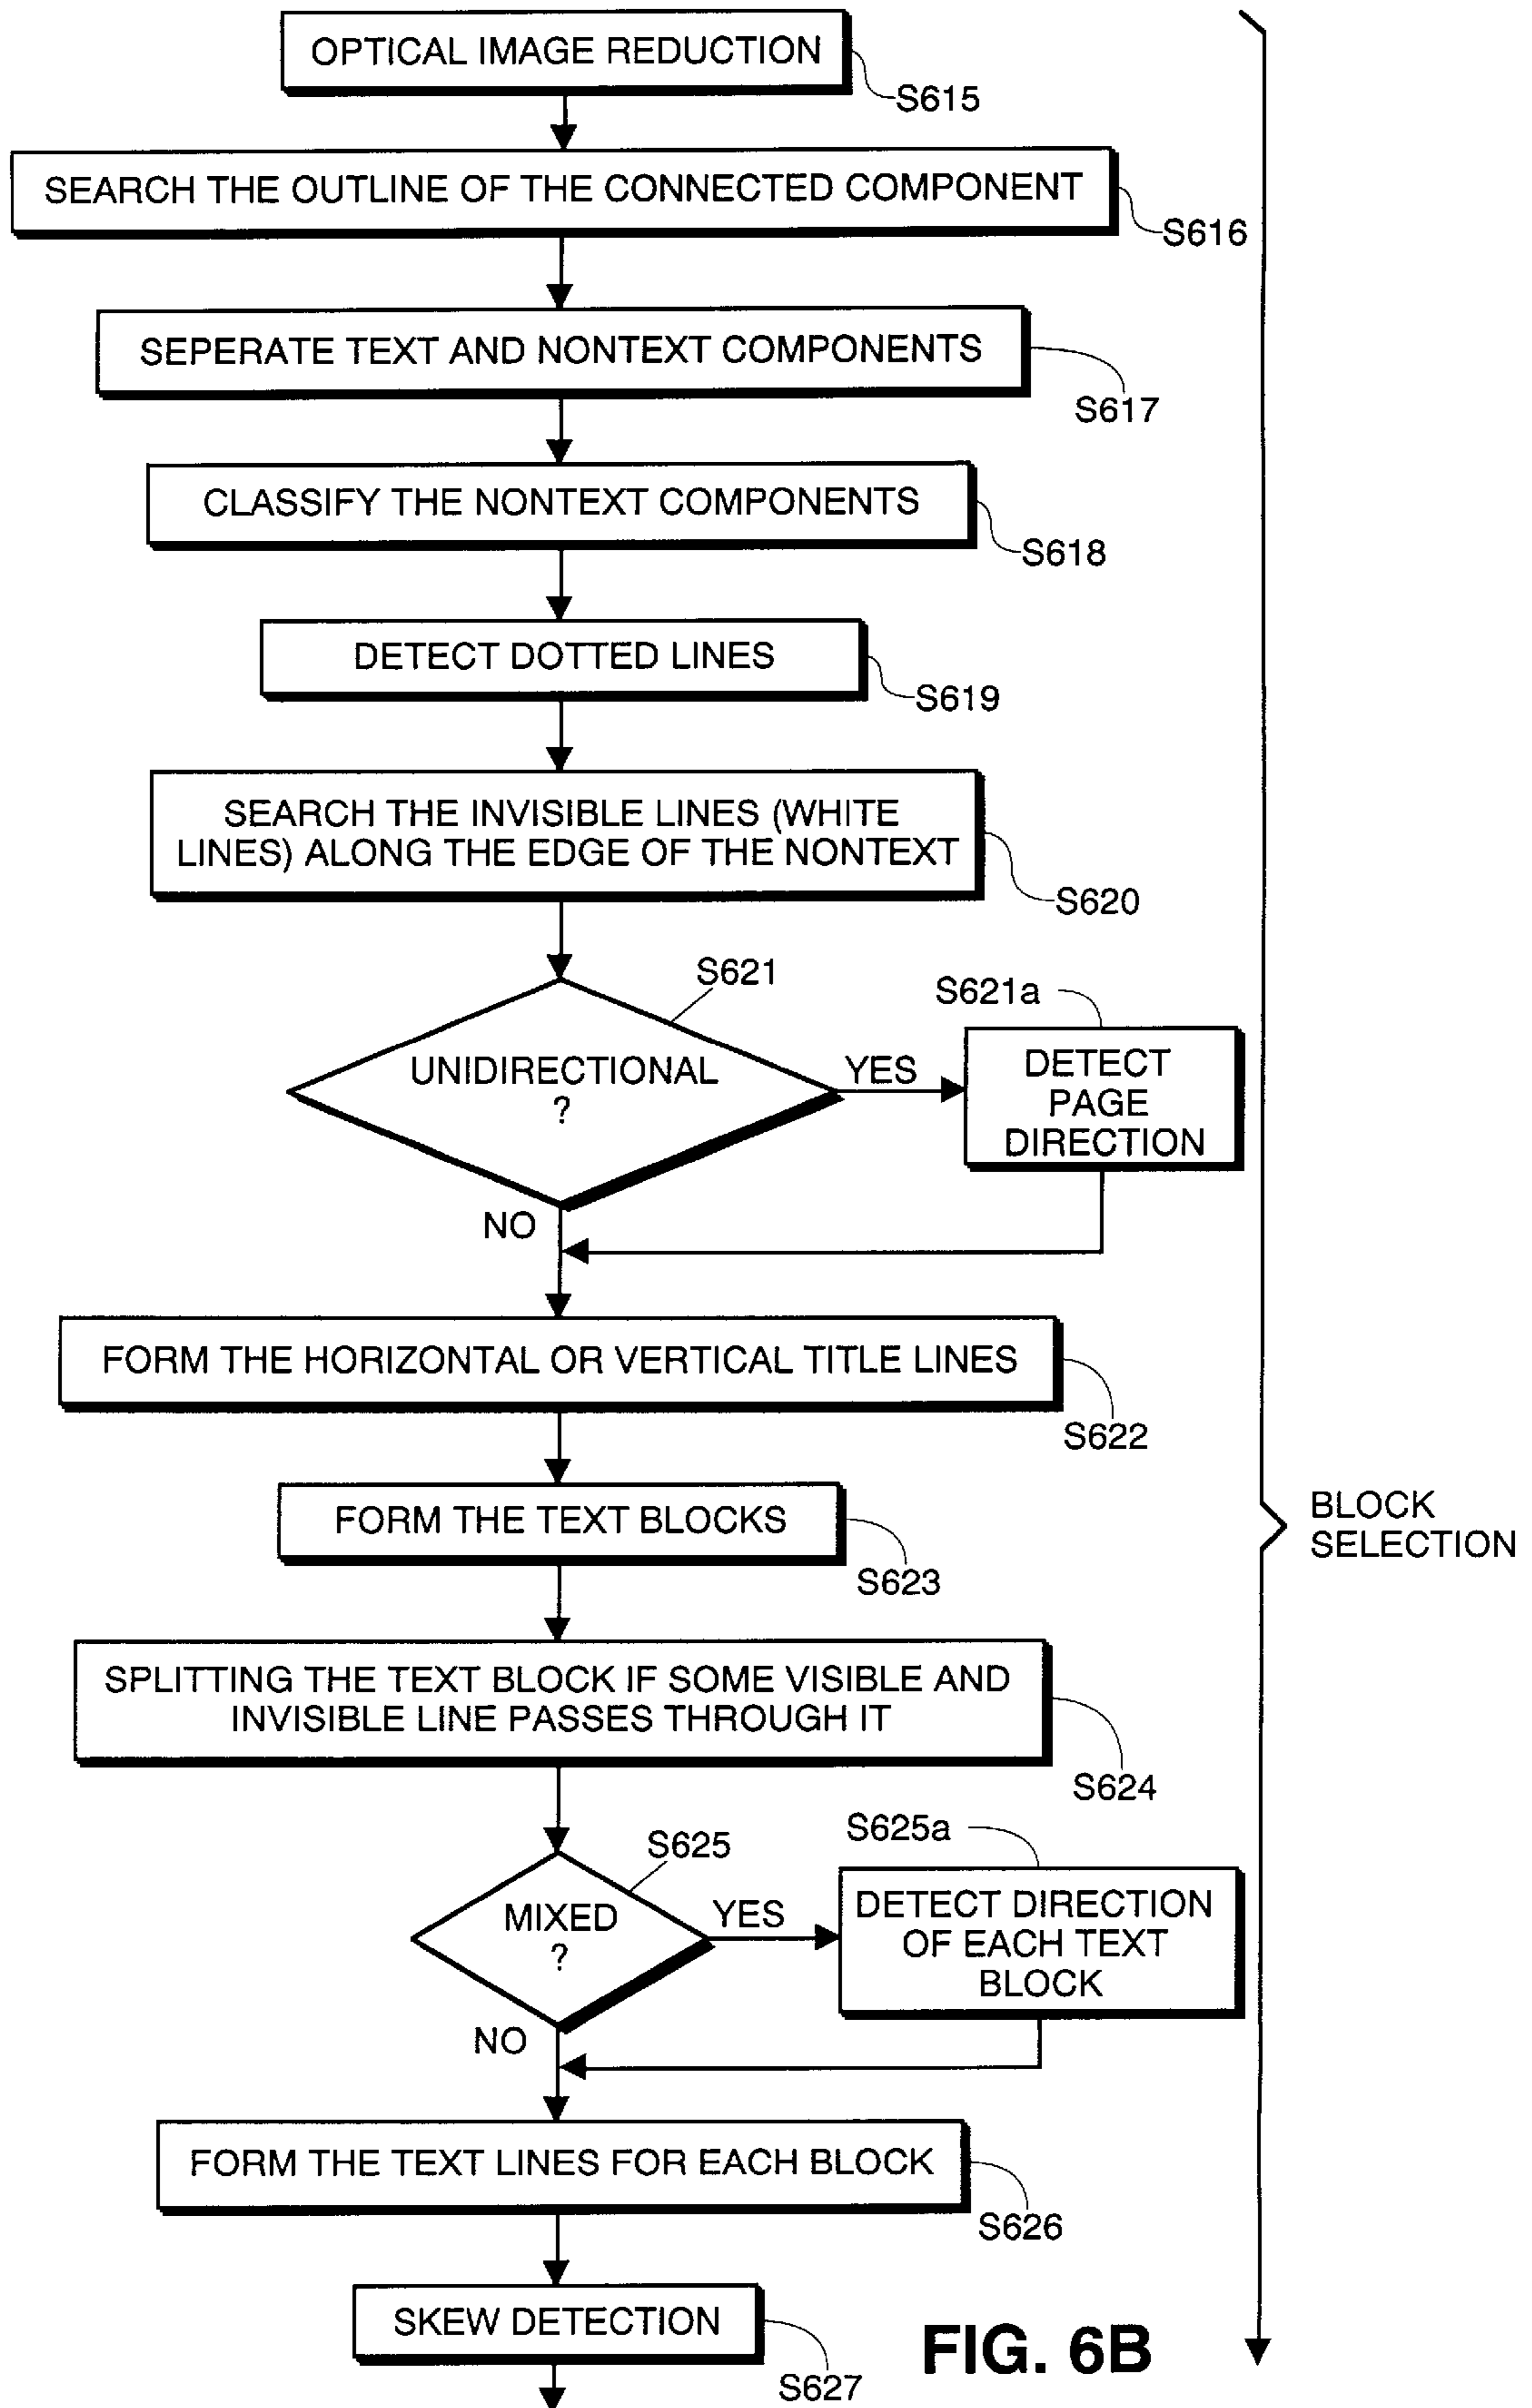 OPTICAL IMAGE REDUCTION
S615
SEARCH THE OUTLINE OF THE CONNECTED COMPONENT
S616
SEPERATE TEXT AND NONTEXT COMPONENTS
S617
CLASSIFY THE NONTEXT COMPONENTS
S618
DETECT DOTTED LINES
S619
SEARCH THE INVISIBLE LINES (WHITE
LINES) ALONG THE EDGE OF THE NONTEXT
S620
S621
UNIDIRECTIONAL
?
YES
NO
S621a
DETECT
PAGE
DIRECTION
FORM THE HORIZONTAL OR VERTICAL TITLE LINES
S622
FORM THE TEXT BLOCKS
S623
BLOCK
SELECTION
SPLITTING THE TEXT BLOCK IF SOME VISIBLE AND
INVISIBLE LINE PASSES THROUGH IT
S624
S625
MIXED
?
YES
NO
S625a
DETECT DIRECTION
OF EACH TEXT
BLOCK
FORM THE TEXT LINES FOR EACH BLOCK
S626
SKEW DETECTION
S627
FIG. 6B